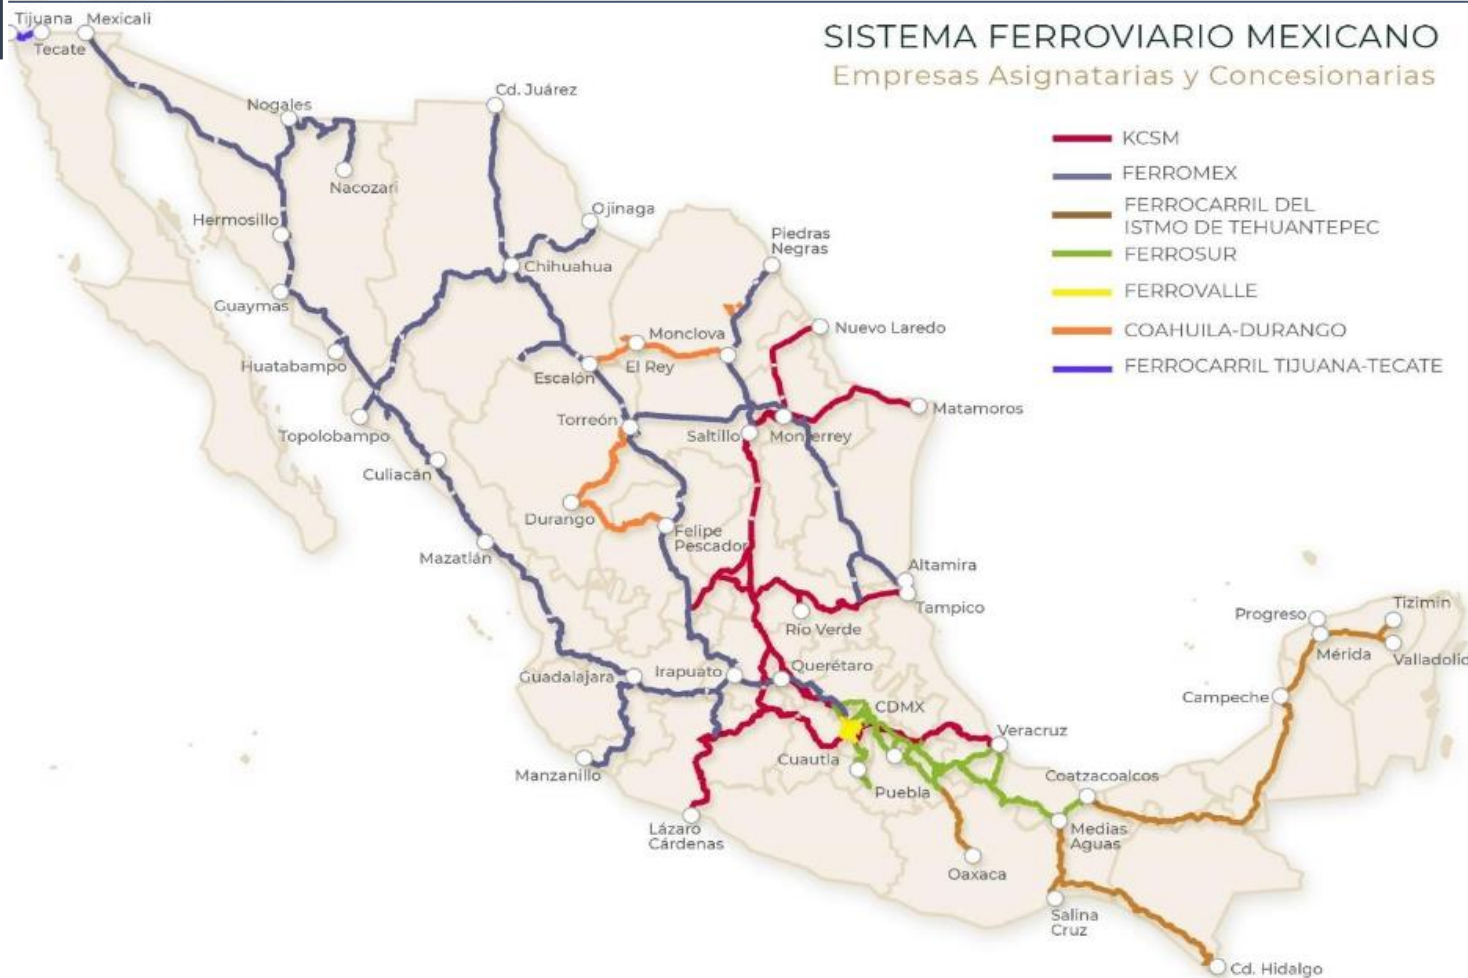 SISTEMA FERROVIARIO MEXICANO
Empresas Asignatarias y Concesionarias
KCSM
FERROMEX
FERROCARRIL DEL
ISTMO DE TEHUANTEPEC
FERROSUR
FERROVALLE
COAHUILA-DURANGO
FERROCARRIL TIJUANA-TECATE
Tijuana
Mexicali
Tecate
Nogales
Cd. Juárez
Nacozari
Hermosillo
Ojinaga
Piedras
Negras
Chihuahua
Guaymas
Monclova
Nuevo Laredo
Huatabampo
Escalón
El Rey
Topolobampo
Torreón
Saltillo
Monterrey
Matamoros
Culiacán
Durango
Felipe
Pescador
Mazatlán
Altamira
Tampico
Río Verde
Progreso
Tizimin
Mérida
Valladolid
Guadalajara
Irapuato
Querétaro
Campeche
CDMX
Veracruz
Manzanillo
Cuautla
Coatzacoalcos
Puebla
Lázaro
Cárdenas
Medias
Aguas
Oaxaca
Salina
Cruz
Cd. Hidalgo